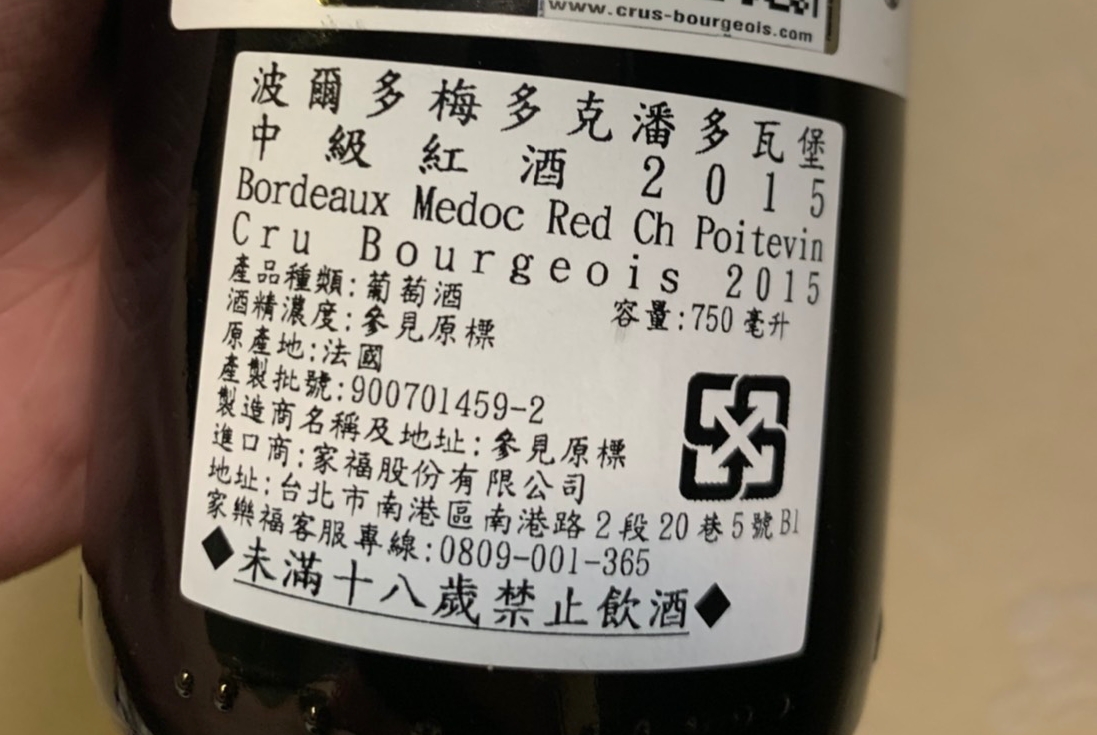 www.crus-bourgeois.com
波爾多梅多克潘多瓦堡
中級紅酒2015
Bordeaux Medoc Red Ch Poitevin
Cru Bourgeois 2015
產品種類:葡萄酒
容量:750毫升
酒精濃度:參見原標
原產地:法國
產製批號:900701459-2
製造商名稱及地址:參見原標
進口商:家福股份有限公司
地址:台北市南港區南港路2段20巷5號B1
家樂福客服專線:0809-001-365
◆未滿十八歲禁止飲酒◆